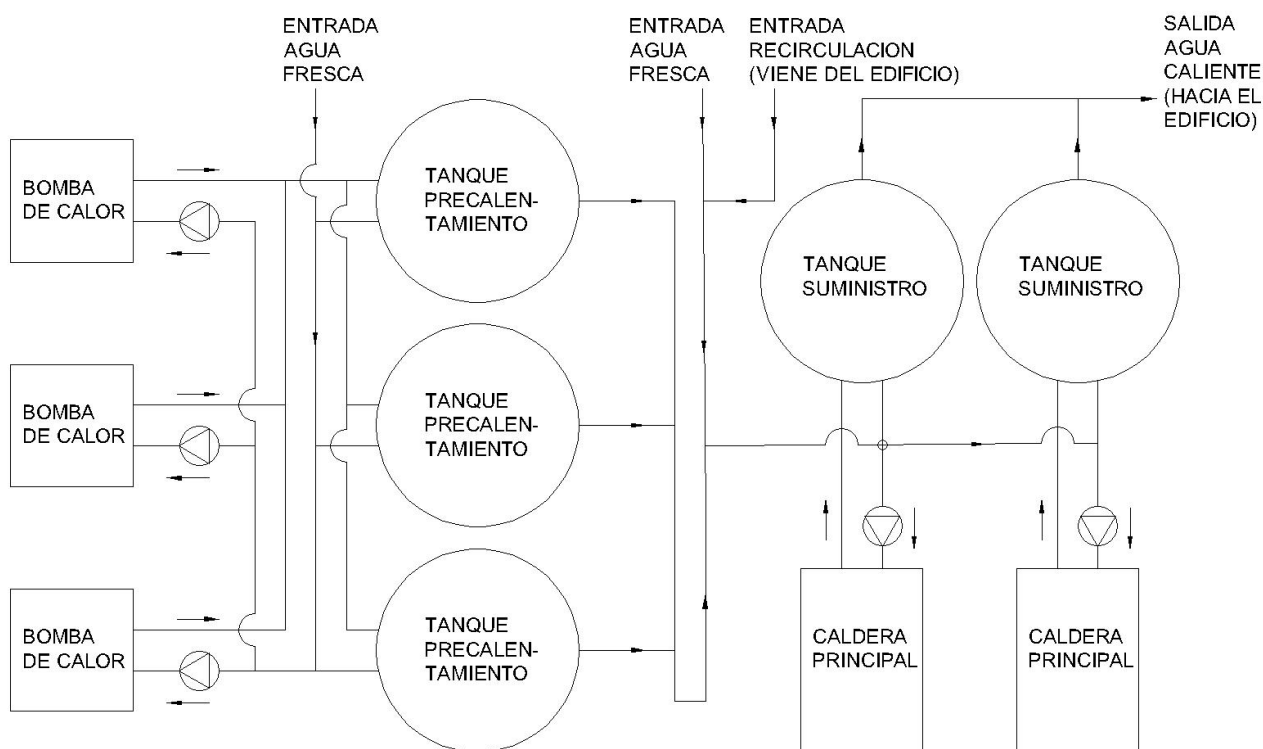 ENTRADA
AGUA
FRESCA
ENTRADA
AGUA
FRESCA
ENTRADA
RECIRCULACION
(VIENE DEL EDIFICIO)
SALIDA
AGUA
CALIENTE
(HACIA EL
EDIFICIO)
BOMBA
DE CALOR
TANQUE
PRECALEN-
TAMIENTO
TANQUE
SUMINISTRO
TANQUE
SUMINISTRO
BOMBA
DE CALOR
TANQUE
PRECALEN-
TAMIENTO
BOMBA
DE CALOR
TANQUE
PRECALEN-
TAMIENTO
CALDERA
PRINCIPAL
CALDERA
PRINCIPAL